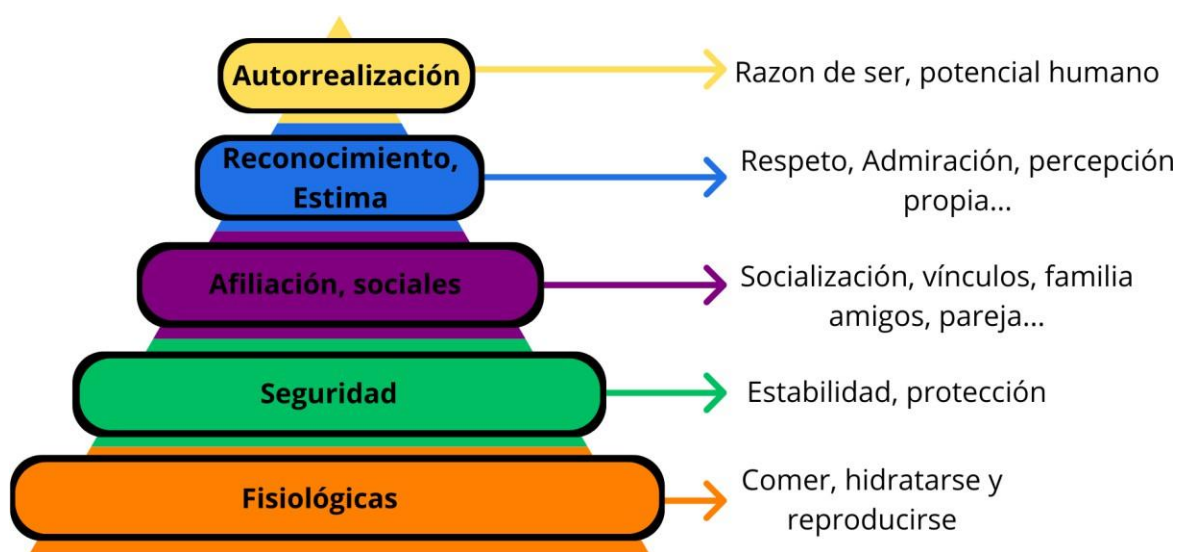 Autorrealización
Razon de ser, potencial humano
Reconocimiento,
Estima
Respeto, Admiración, percepción
propia...
Afiliación, sociales
Socialización, vínculos, familia
amigos, pareja...
Seguridad
Estabilidad, protección
Fisiológicas
Comer, hidratarse y
reproducirse